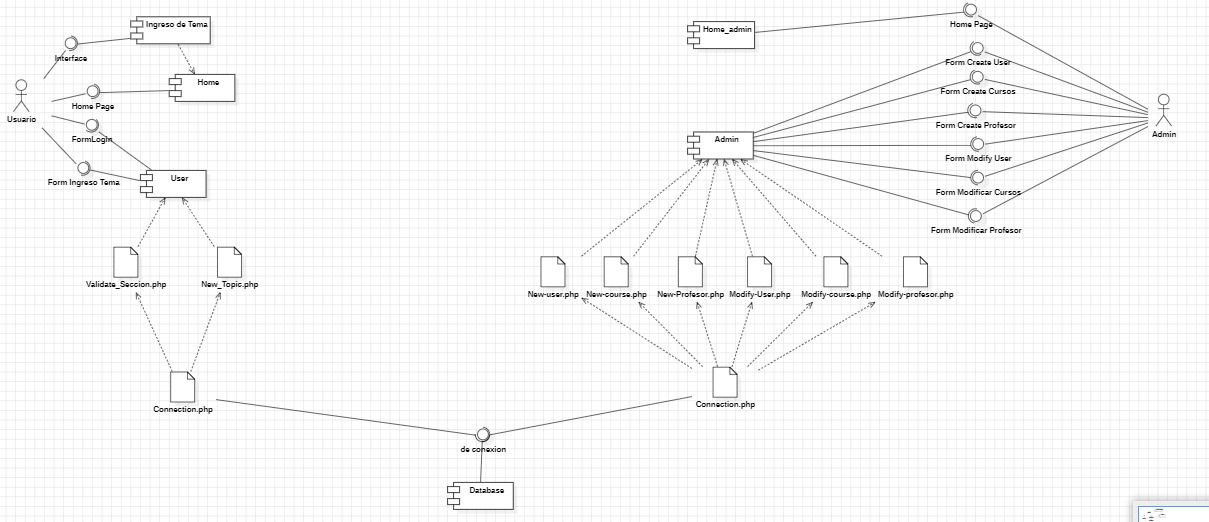 Ingreso de Tema
Interface
Home
Home Page
Usuario
FormLogin
Form Ingreso Tema
User
Validate_Seccion.php
New_Topic.php
Connection.php
Home_admin
Home Page
Form Create User
Form Create Cursos
Form Create Profesor
Admin
Admin
Form Modify User
Form Modificar Cursos
Form Modificar Profesor
New-user.php
New-course.php
New-Profesor.php
Modify-User.php
Modify-course.php
Modify-profesor.php
Connection.php
de conexion
Database